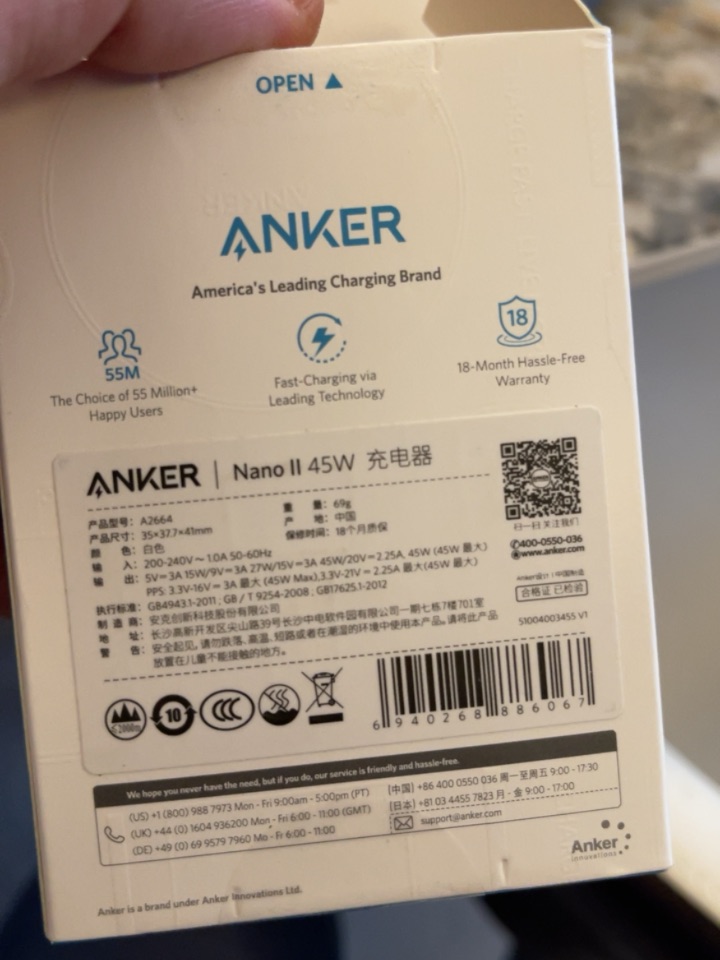 OPEN ▲
ANKER
America's Leading Charging Brand
55M
The Choice of 55 Million+
Happy Users
Fast-Charging via
Leading Technology
18
18-Month Hassle-Free
Warranty
ANKER | Nano II 45W 充电器
产品型号: A2664
产品尺寸: 35×37.7×41mm
颜 色: 白色
重 量: 69g
产 地: 中国
保修时间: 18个月质保
输 入: 200-240V~ 1.0A 50-60Hz
输 出: 5V⎓3A 15W/9V⎓3A 27W/15V⎓3A 45W/20V⎓2.25A, 45W (45W 最大)
PPS: 3.3V-16V⎓3A 最大 (45W Max),3.3V-21V⎓2.25A 最大(45W 最大)
执行标准: GB4943.1-2011 ; GB / T 9254-2008 ; GB17625.1-2012
制 造 商: 安克创新科技股份有限公司
地 址: 长沙高新开发区尖山路39号长沙中电软件园有限公司一期七栋7楼701室
警 告: 安全起见, 请勿跌落、高温、短路或者在潮湿的环境中使用本产品。请将此产品
放置在儿童不能接触的地方。
扫一扫 关注我们
400-0550-036
www.anker.com
Anker设计 | 中国制造
合格证 已检验
51004003455 V1
≤2000m
10
CCC
6 940268 886067
We hope you never have the need, but if you do, our service is friendly and hassle-free.
(US) +1 (800) 988 7973 Mon - Fri 9:00am - 5:00pm (PT)
(UK) +44 (0) 1604 936200 Mon - Fri 6:00 - 11:00 (GMT)
(DE) +49 (0) 69 9579 7960 Mo - Fr 6:00 - 11:00
[中国] +86 400 0550 036 周一至周五 9:00 - 17:30
[日本] +81 03 4455 7823 月 - 金 9:00 - 17:00
support@anker.com
Anker
Innovations
Anker is a brand under Anker Innovations Ltd.